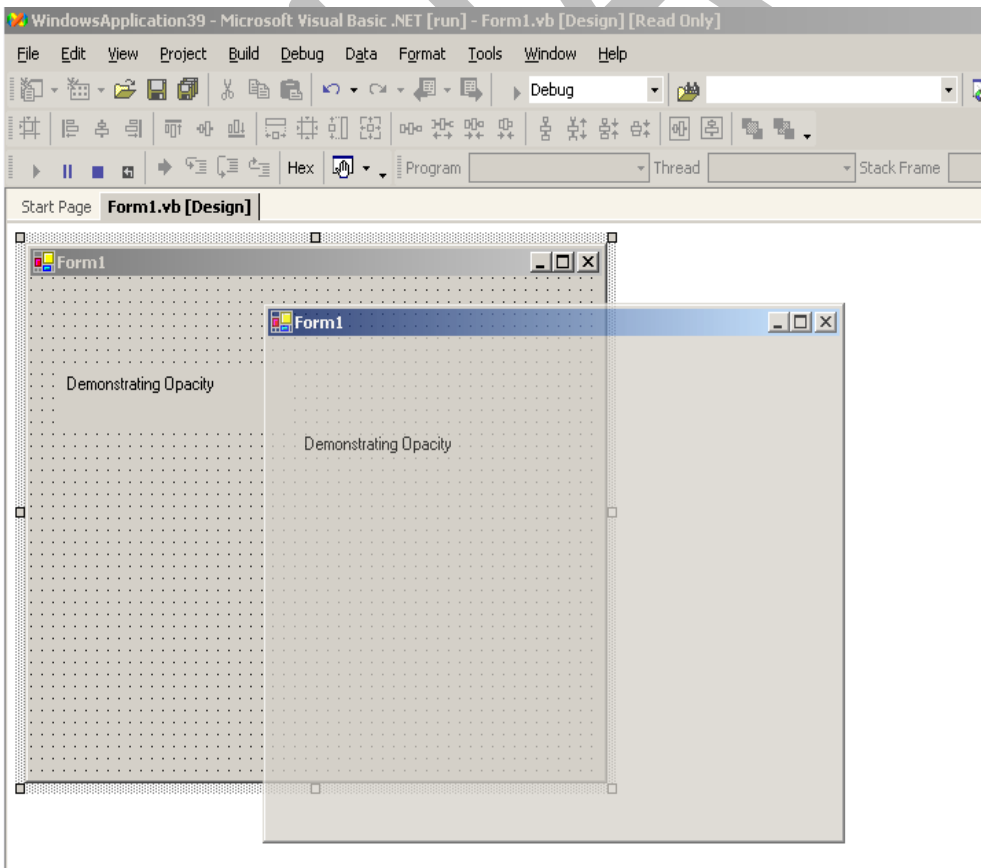 WindowsApplication39 - Microsoft Visual Basic .NET [run] - Form1.vb [Design] [Read Only]
File Edit View Project Build Debug Data Format Tools Window Help
Debug
Hex Program Thread Stack Frame
Start Page Form1.vb [Design]
Form1
Form1
Demonstrating Opacity
Demonstrating Opacity